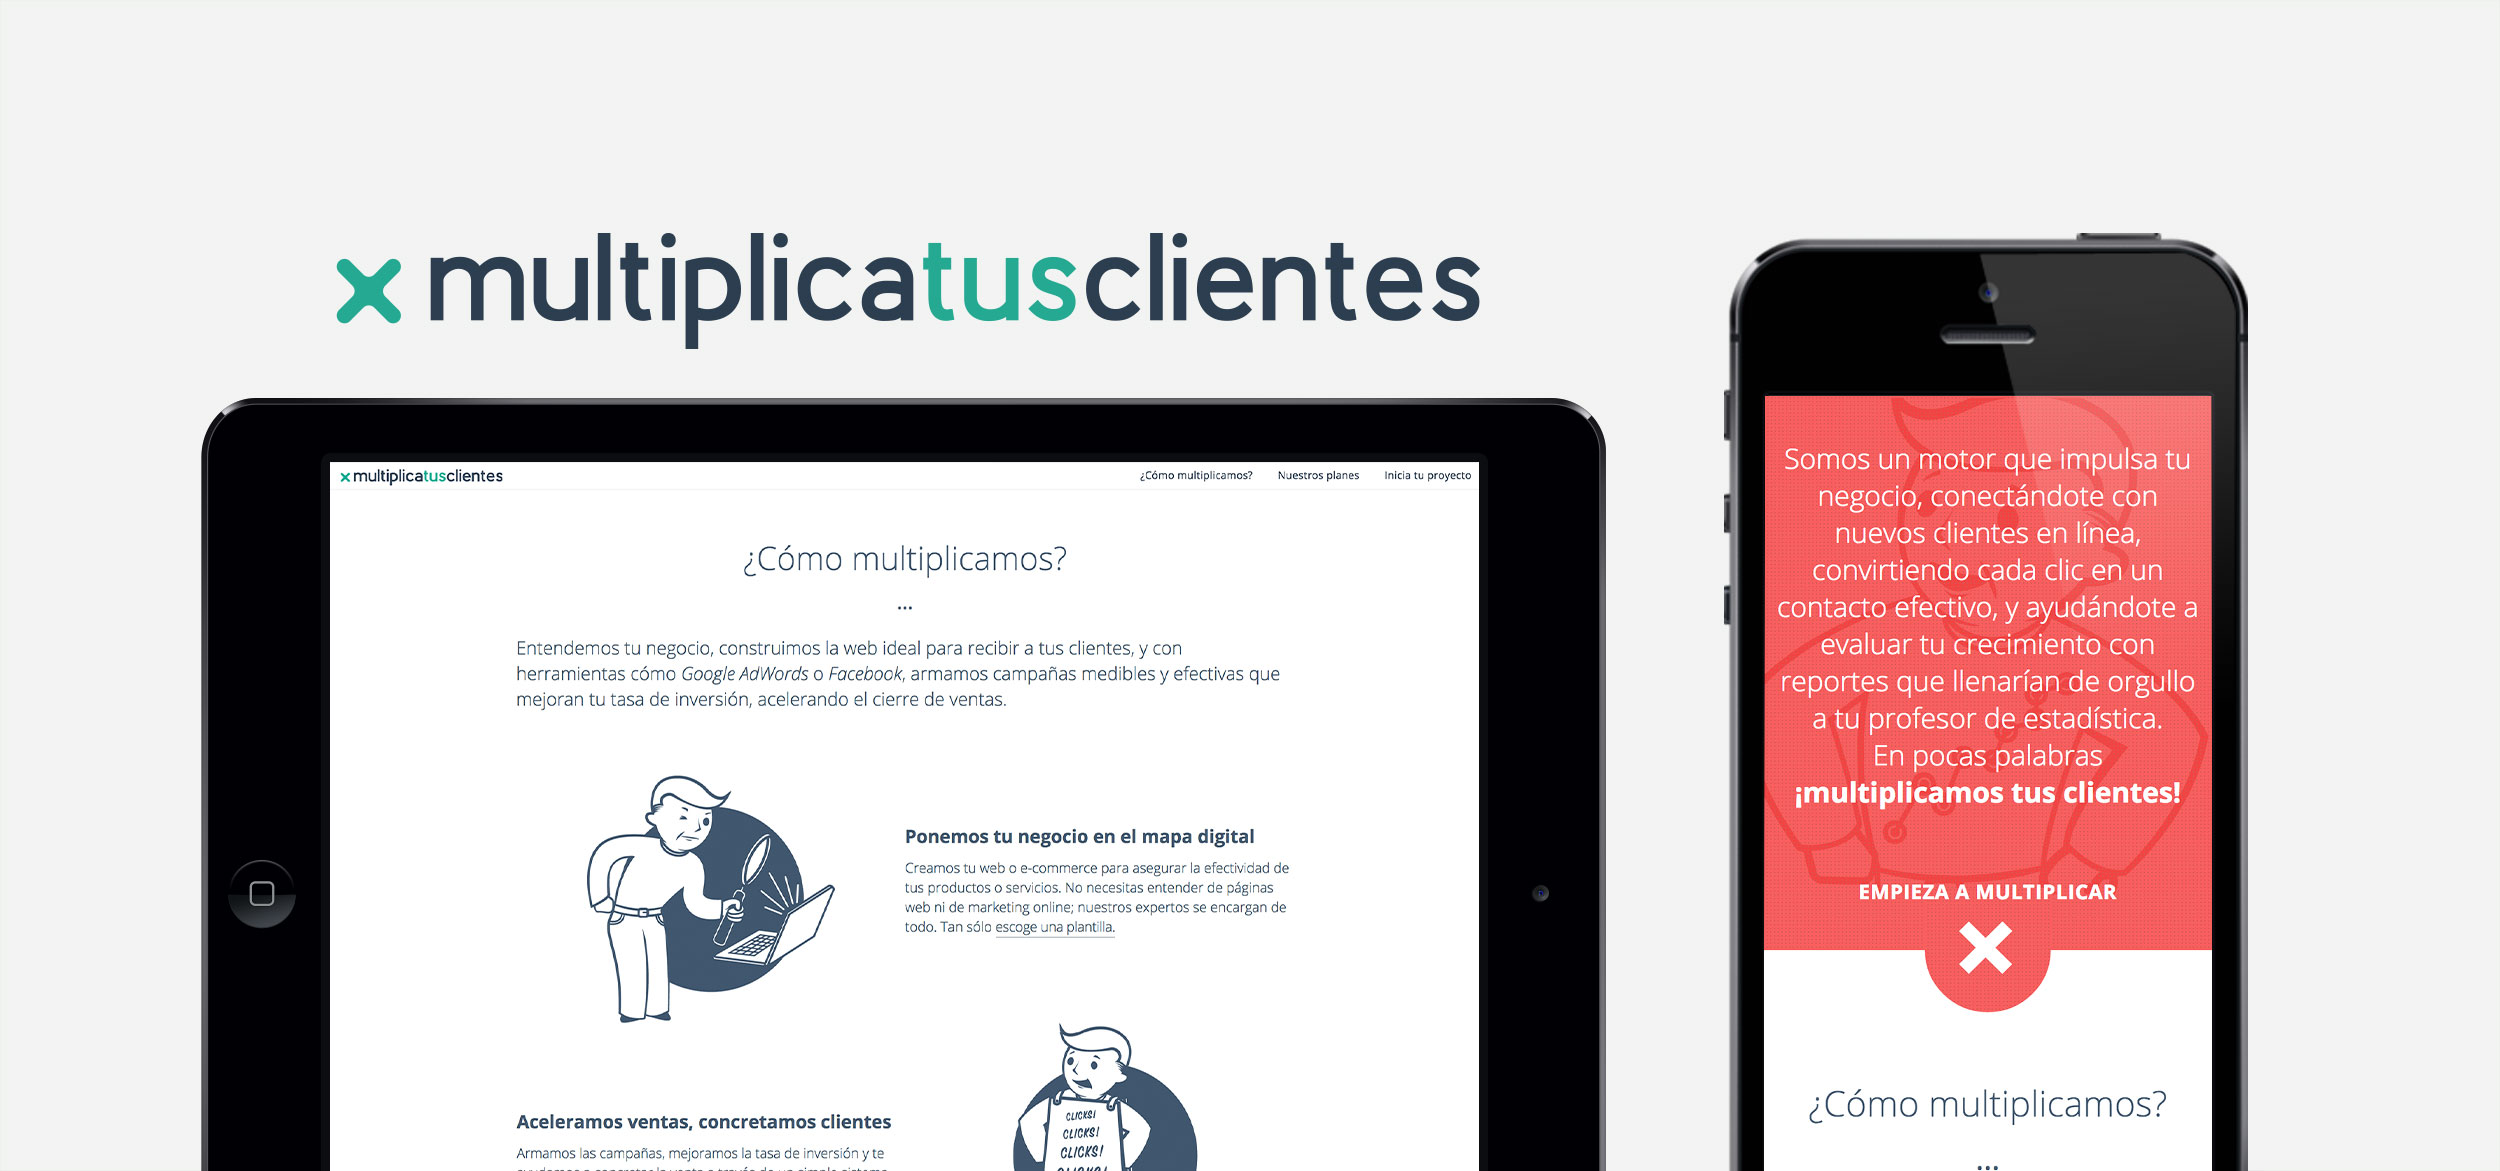 multiplicatusclientes
multiplicatusclientes
¿Cómo multiplicamos? Nuestros planes Inicia tu proyecto
¿Cómo multiplicamos?
...
Entendemos tu negocio, construimos la web ideal para recibir a tus clientes, y con
herramientas cómo Google AdWords o Facebook, armamos campañas medibles y efectivas que
mejoran tu tasa de inversión, acelerando el cierre de ventas.
Ponemos tu negocio en el mapa digital
Creamos tu web o e-commerce para asegurar la efectividad de
tus productos o servicios. No necesitas entender de páginas
web ni de marketing online; nuestros expertos se encargan de
todo. Tan sólo escoge una plantilla.
Aceleramos ventas, concretamos clientes
Armamos las campañas, mejoramos la tasa de inversión y te
CLICKS!
CLICKS!
CLICKS!
Somos un motor que impulsa tu
negocio, conectándote con
nuevos clientes en línea,
convirtiendo cada clic en un
contacto efectivo, y ayudándote a
evaluar tu crecimiento con
reportes que llenarían de orgullo
a tu profesor de estadística.
En pocas palabras
¡multiplicamos tus clientes!
EMPIEZA A MULTIPLICAR
¿Cómo multiplicamos?
...